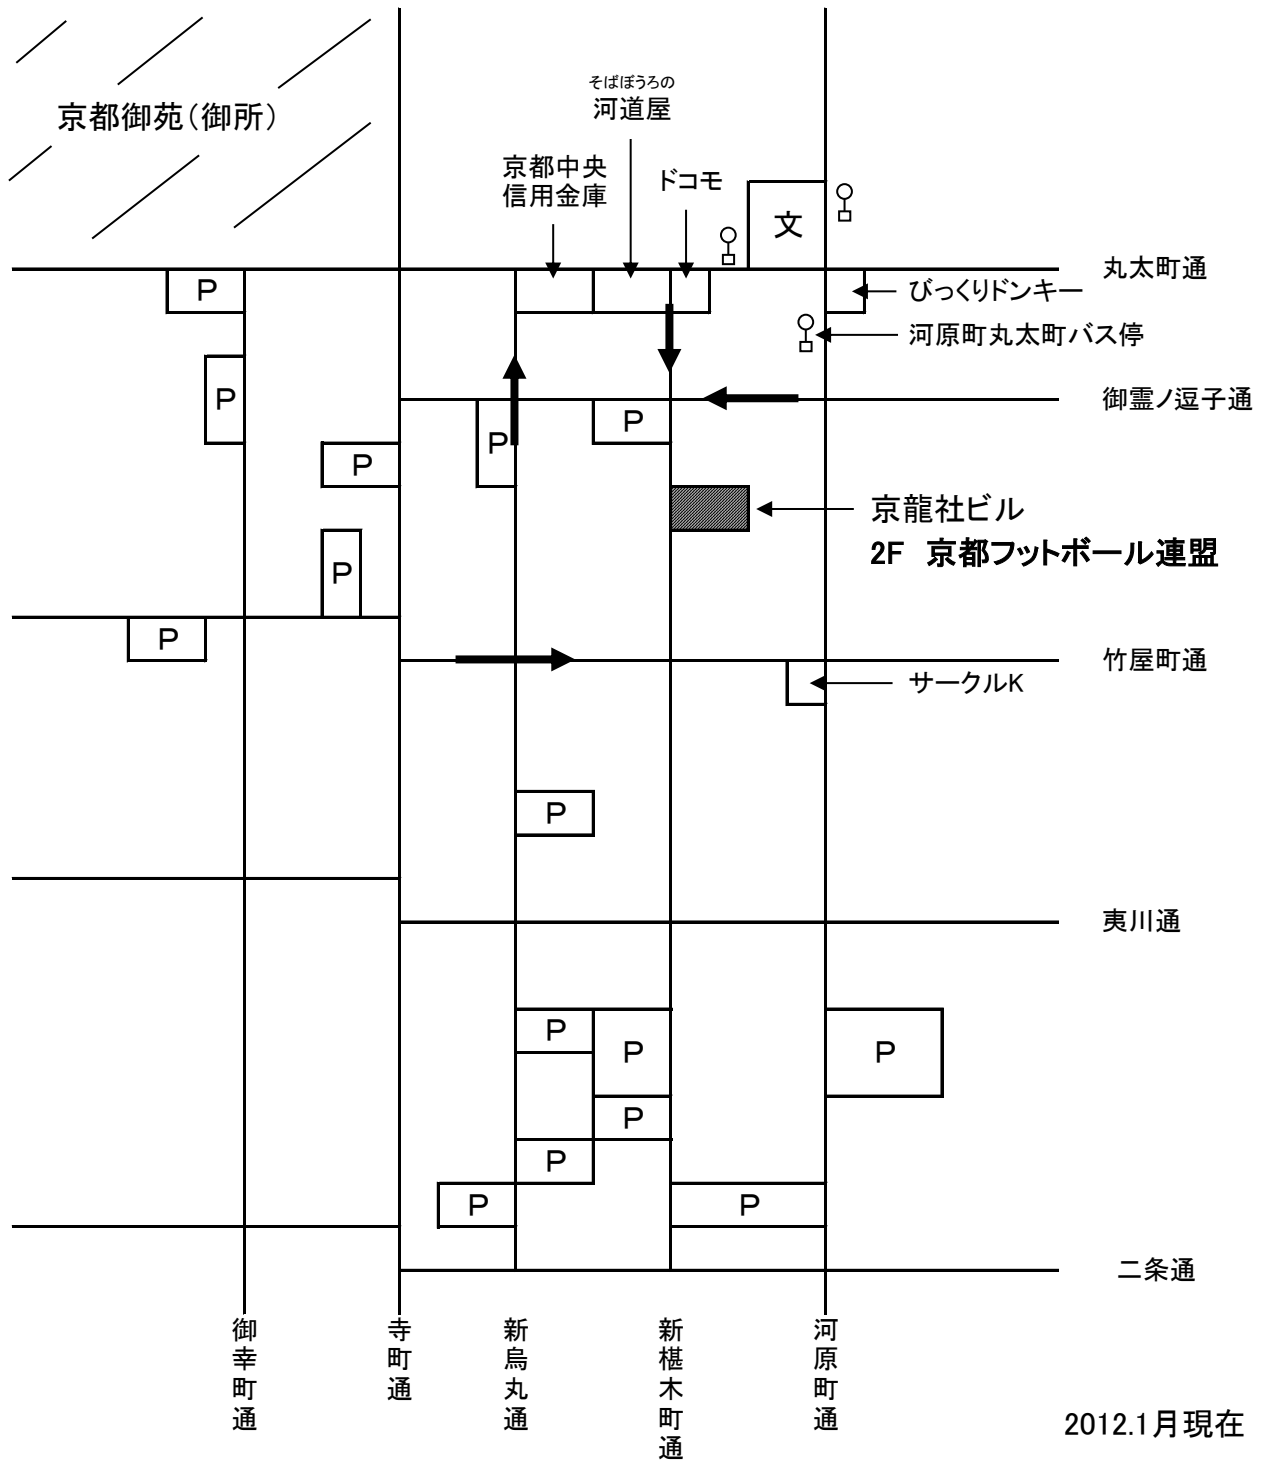 そばぼうろの
河道屋
京都御苑（御所）
京都中央
信用金庫
ドコモ
文
丸太町通
P
びっくりドンキー
河原町丸太町バス停
P
御霊ノ逗子通
P
P
P
京龍社ビル
2F 京都フットボール連盟
P
P
竹屋町通
サークルK
P
夷川通
P
P
P
P
P
P
P
二条通
御幸町通
寺町通
新烏丸通
新椹木町通
河原町通
2012.1月現在